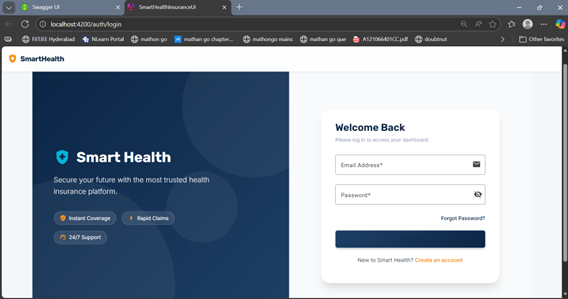 Swagger UI
SmartHealthInsuranceUi
localhost:4200/auth/login
FIITJEE Hyderabad
NLearn Portal
mathon go
mathan go chapter...
mathongo mains
mathan go que
A121066401CC.pdf
doubtnut
Other favorites
SmartHealth
Smart Health
Secure your future with the most trusted health
insurance platform.
Instant Coverage
Rapid Claims
24/7 Support
Welcome Back
Please log in to access your dashboard.
Email Address*
Password*
Forgot Password?
New to Smart Health? Create an account